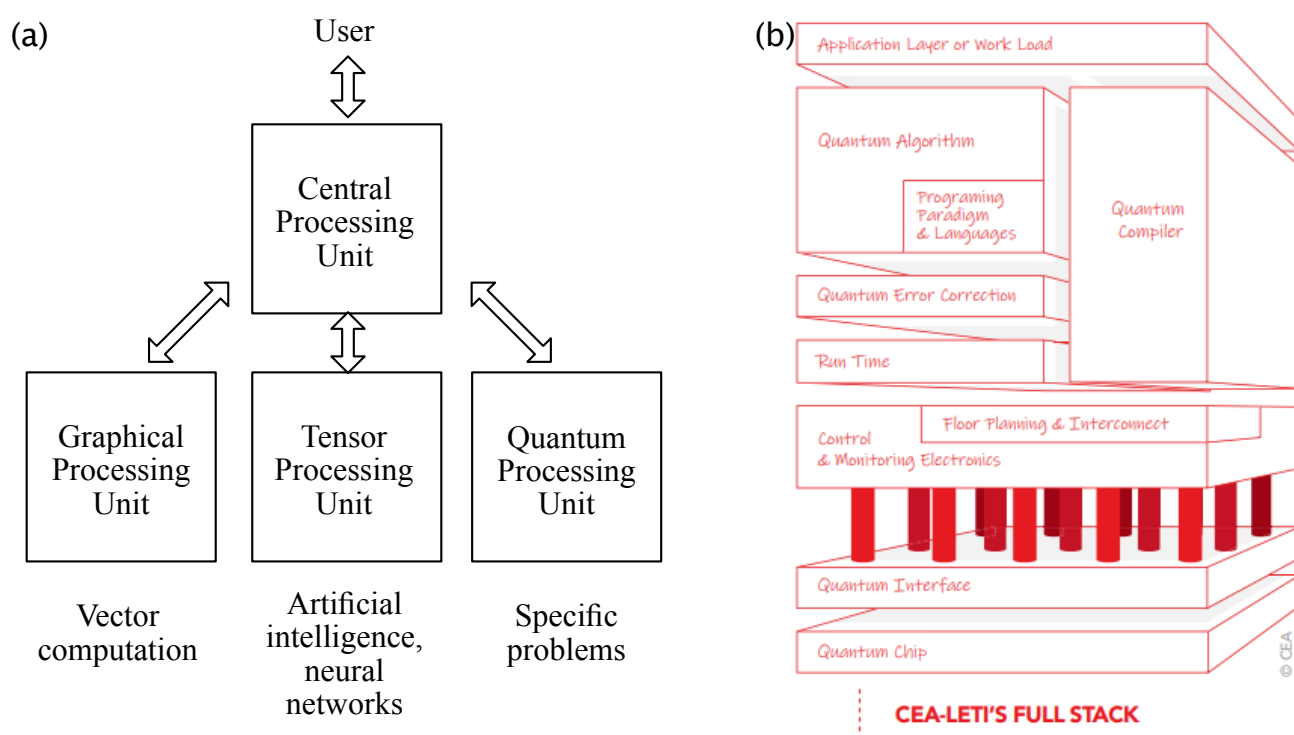 (a)
User
Central
Processing
Unit
Graphical
Processing
Unit
Tensor
Processing
Unit
Quantum
Processing
Unit
Vector
computation
Artificial
intelligence,
neural
networks
Specific
problems
(b)
Application Layer or Work Load
Quantum Algorithm
Programing
Paradigm
& Languages
Quantum
Compiler
Quantum Error Correction
Run Time
Floor Planning & Interconnect
Control
& Monitoring Electronics
Quantum Interface
Quantum Chip
© CEA
CEA-LETI'S FULL STACK